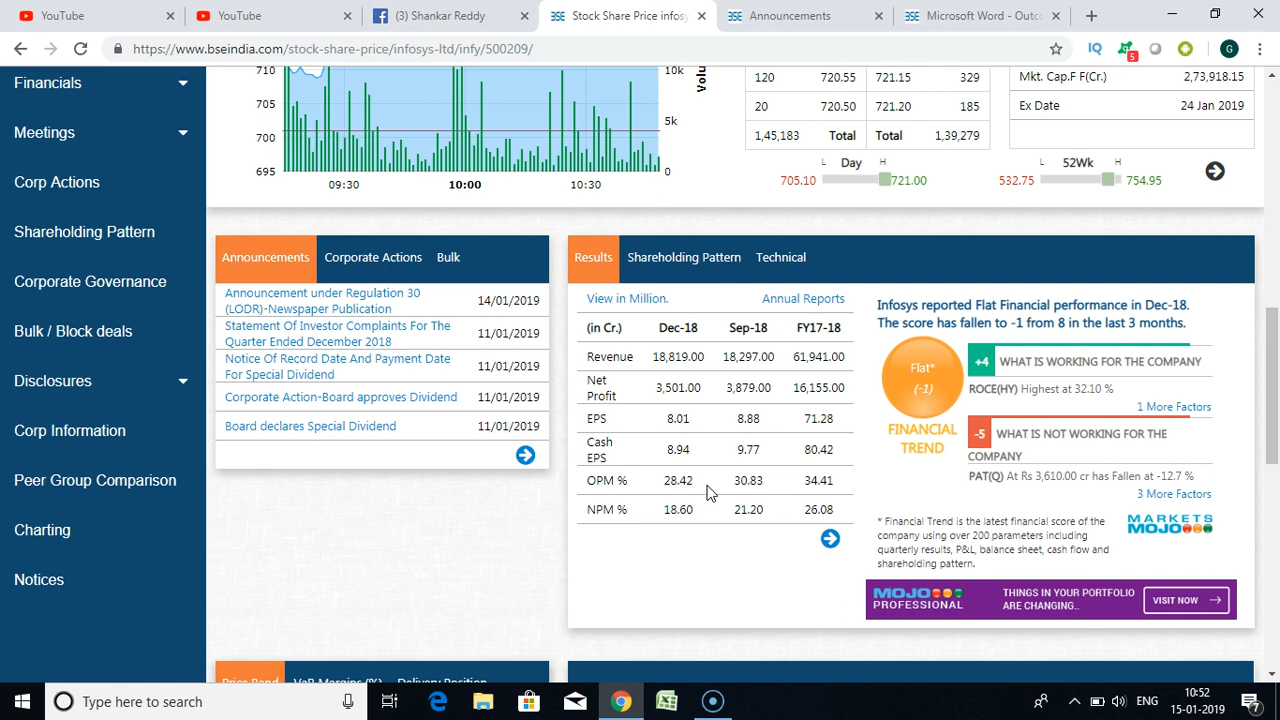 YouTube
YouTube
(3) Shankar Reddy
Stock Share Price infosy
Announcements
Microsoft Word - Outco
https://www.bseindia.com/stock-share-price/infosys-ltd/infy/500209/
IQ
5
G
Financials
Meetings
Corp Actions
Shareholding Pattern
Corporate Governance
Bulk / Block deals
Disclosures
Corp Information
Peer Group Comparison
Charting
Notices
710
705
700
695
10k
5k
0
Volu
09:30 10:00 10:30
120 720.55 721.15 329
20 720.50 721.20 185
1,45,183 Total Total 1,39,279
Mkt. Cap.F F(Cr.) 2,73,918.15
Ex Date 24 Jan 2019
L Day H
705.10 721.00
L 52Wk H
532.75 754.95
Announcements Corporate Actions Bulk
Announcement under Regulation 30 (LODR)-Newspaper Publication 14/01/2019
Statement Of Investor Complaints For The Quarter Ended December 2018 11/01/2019
Notice Of Record Date And Payment Date For Special Dividend 11/01/2019
Corporate Action-Board approves Dividend 11/01/2019
Board declares Special Dividend 11/01/2019
Results Shareholding Pattern Technical
View in Million. Annual Reports
(in Cr.) Dec-18 Sep-18 FY17-18
Revenue 18,819.00 18,297.00 61,941.00
Net Profit 3,501.00 3,879.00 16,155.00
EPS 8.01 8.88 71.28
Cash EPS 8.94 9.77 80.42
OPM % 28.42 30.83 34.41
NPM % 18.60 21.20 26.08
Infosys reported Flat Financial performance in Dec-18.
The score has fallen to -1 from 8 in the last 3 months.
Flat*
(-1)
FINANCIAL
TREND
+4 WHAT IS WORKING FOR THE COMPANY
ROCE(HY) Highest at 32.10 %
1 More Factors
-5 WHAT IS NOT WORKING FOR THE
COMPANY
PAT(Q) At Rs 3,610.00 cr has Fallen at -12.7 %
3 More Factors
* Financial Trend is the latest financial score of the
company using over 200 parameters including
quarterly results, P&L, balance sheet, cash flow and
shareholding pattern.
MARKETS
MOJO
MOJO
PROFESSIONAL
THINGS IN YOUR PORTFOLIO
ARE CHANGING..
VISIT NOW
Price Band VaR Margins (%) Delivery Position
Type here to search
ENG
10:52
15-01-2019
7